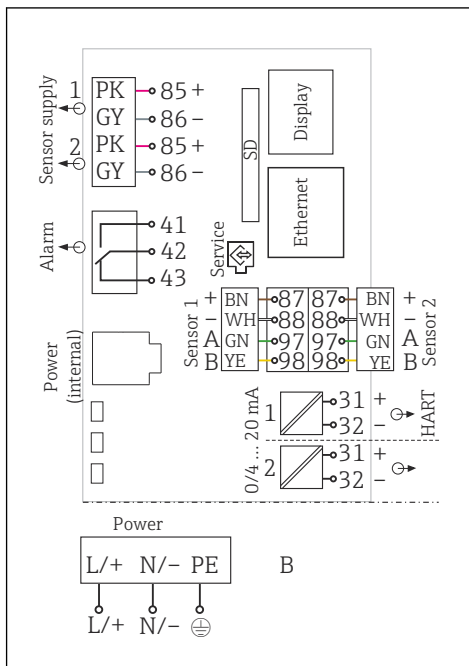 Sensor supply
1 PK 85 +
GY 86 −
2 PK 85 +
GY 86 −
SD
Display
Ethernet
Alarm
41
42
43
Service
Sensor 1
+ BN 87 87 BN +
− WH 88 88 WH −
A GN 97 97 GN A
B YE 98 98 YE B
Sensor 2
Power
(internal)
0/4 ... 20 mA
1 31 +
32 −
HART
2 31 +
32 −
Power
L/+ N/− PE
B
L/+ N/−